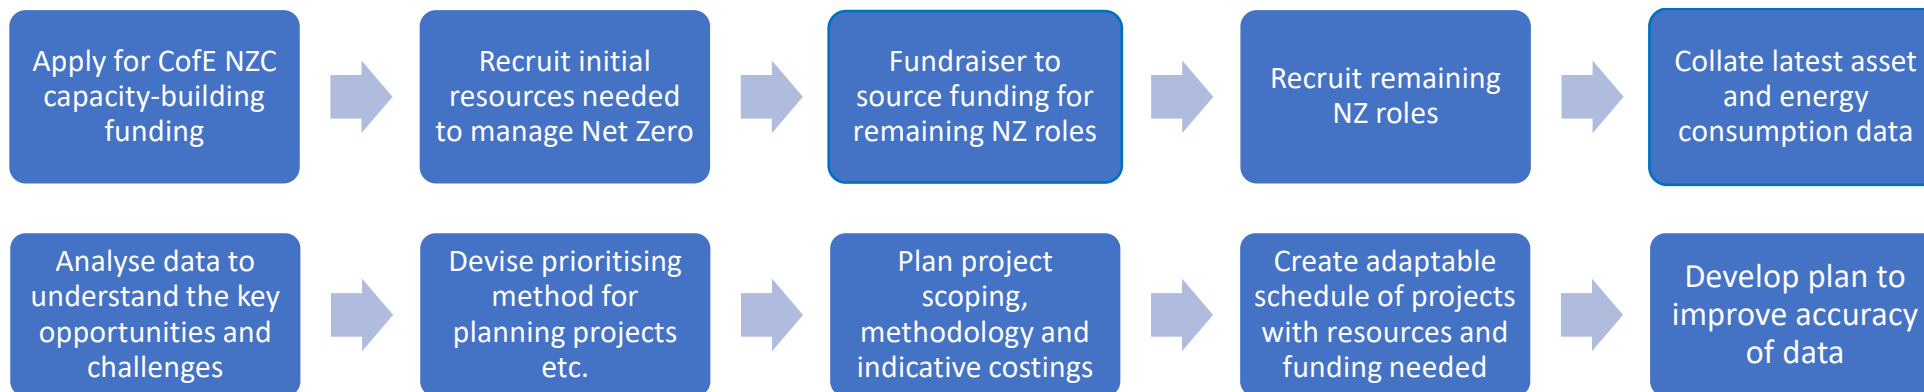 Apply for CofE NZC
capacity-building
funding
Recruit initial
resources needed
to manage Net Zero
Fundraiser to
source funding for
remaining NZ roles
Recruit remaining
NZ roles
Collate latest asset
and energy
consumption data
Analyse data to
understand the key
opportunities and
challenges
Devise prioritising
method for
planning projects
etc.
Plan project
scoping,
methodology and
indicative costings
Create adaptable
schedule of projects
with resources and
funding needed
Develop plan to
improve accuracy
of data